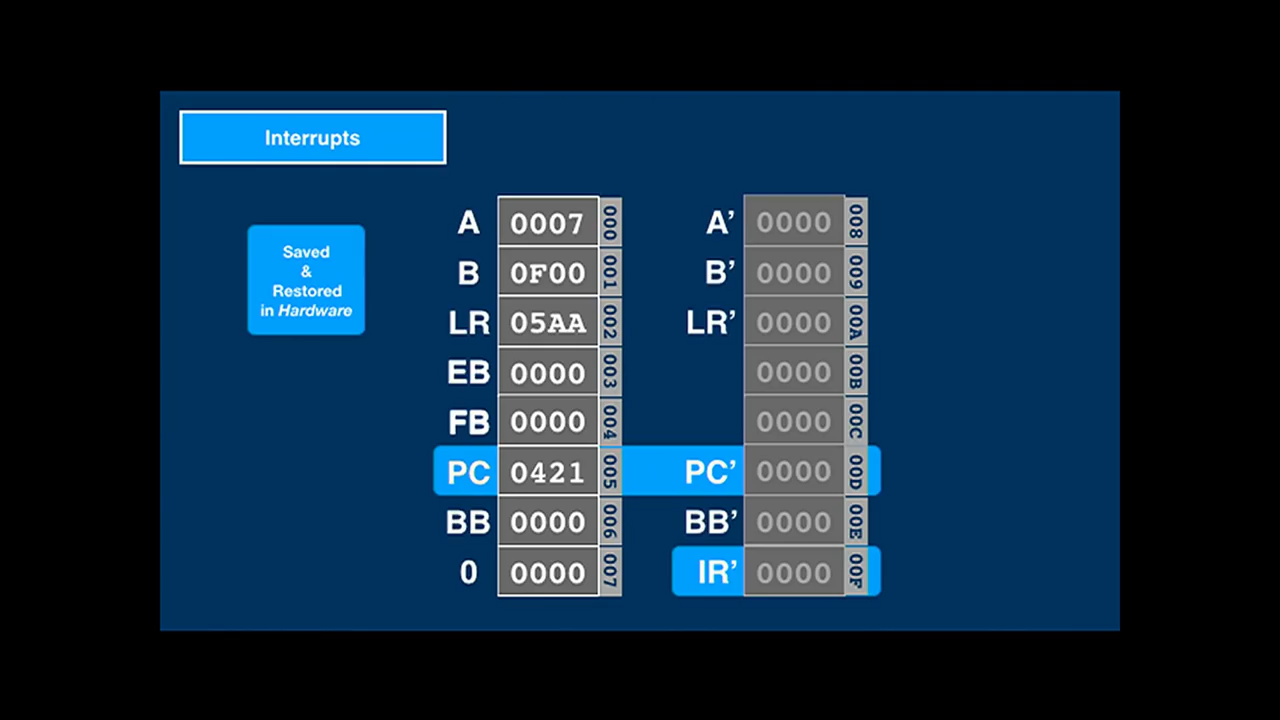 Interrupts
Saved
&
Restored
in Hardware
A 0007 000 A’ 0000 008
B 0F00 001 B’ 0000 009
LR 05AA 002 LR’ 0000 00A
EB 0000 003 0000 00B
FB 0000 004 0000 00C
PC 0421 005 PC’ 0000 00D
BB 0000 006 BB’ 0000 00E
0 0000 007 IR’ 0000 00F